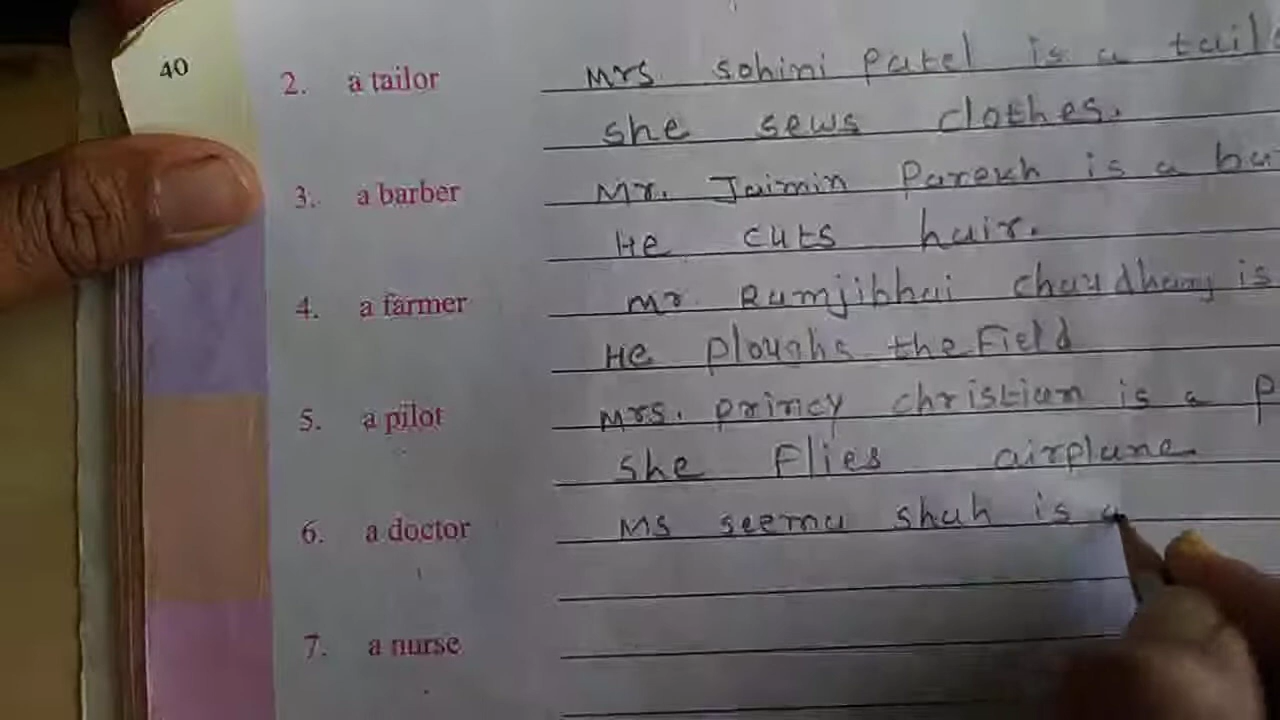 40
2. a tailor Mrs sohini patel is a tail
she sews clothes.
3. a barber Mr. Jaimin Parekh is a ba
He cuts hair.
4. a farmer mr Ramjibhai chaudhary is
He ploughs the Field
5. a pilot Mrs. princy christian is a P
she Flies airplane
6. a doctor Ms seema shah is a
7. a nurse